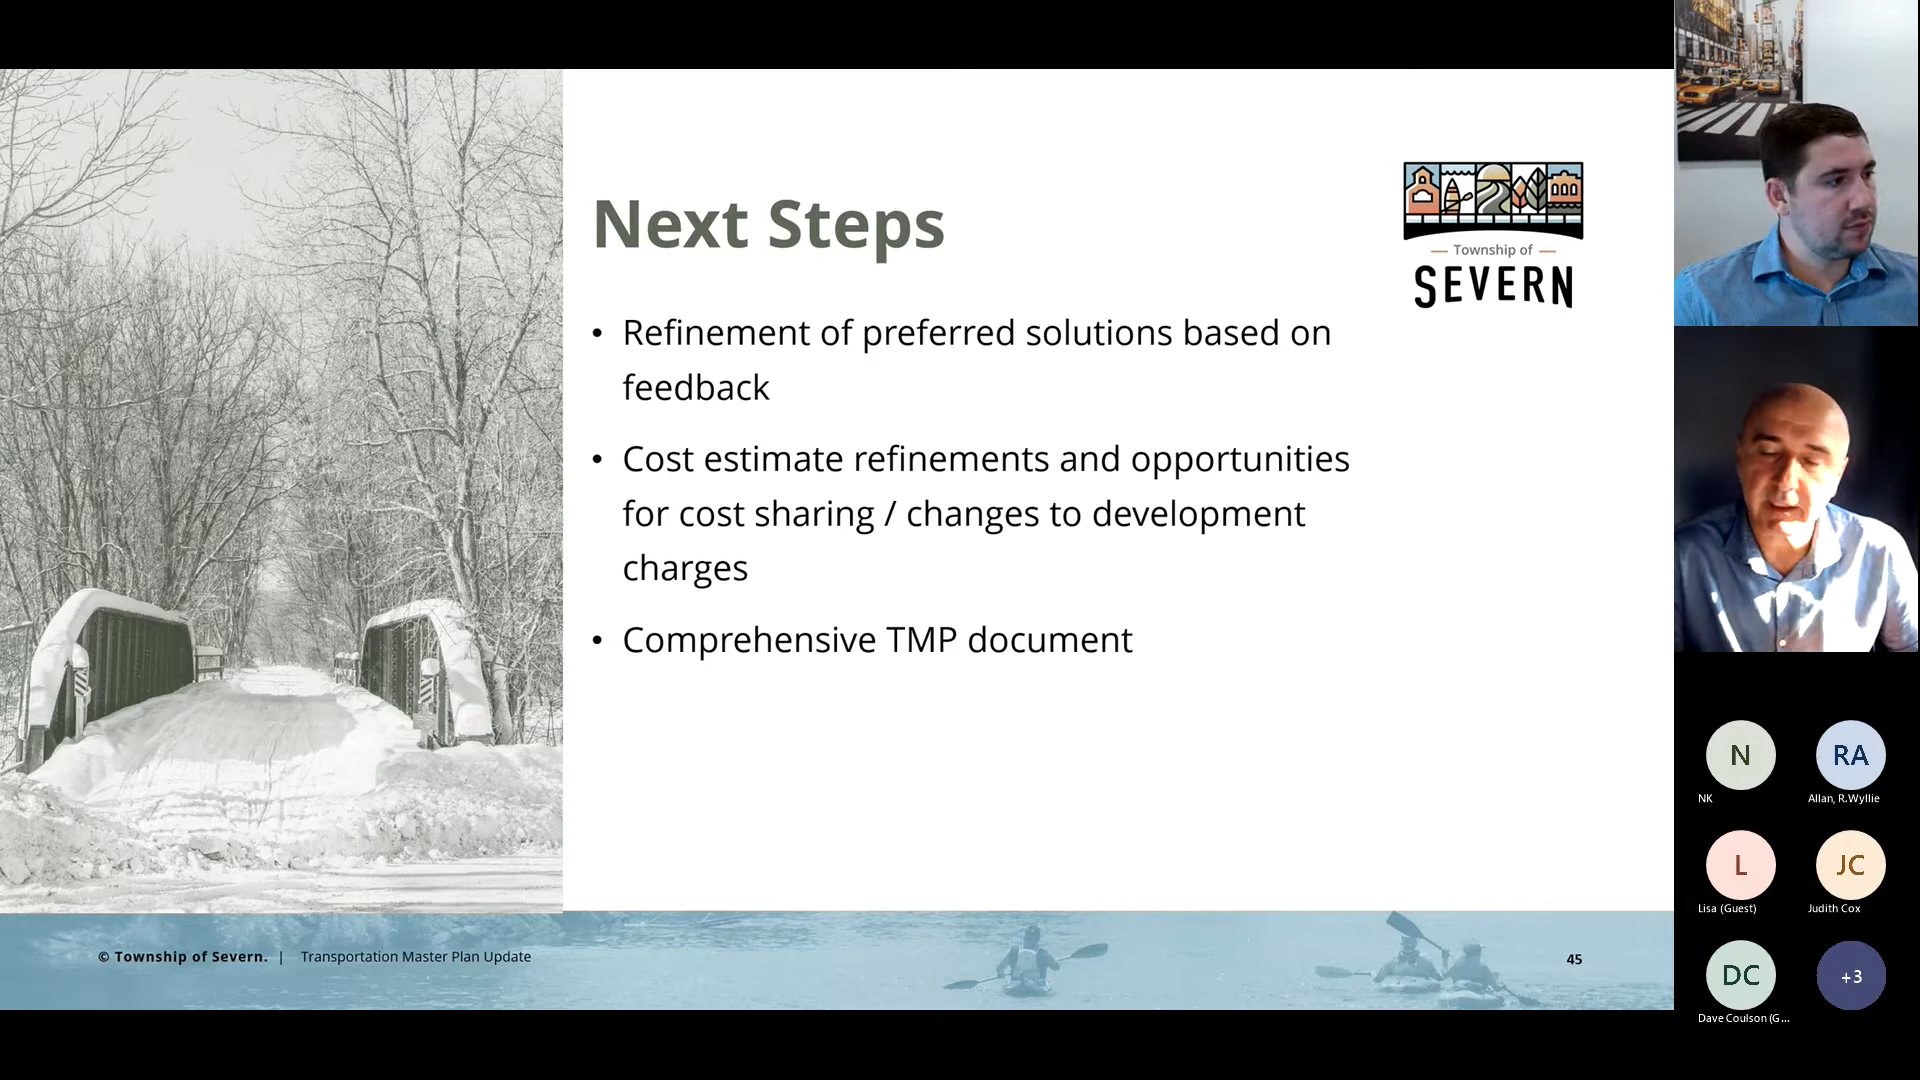 Next Steps
Township of
SEVERN
• Refinement of preferred solutions based on
feedback
• Cost estimate refinements and opportunities
for cost sharing / changes to development
charges
• Comprehensive TMP document
© Township of Severn. | Transportation Master Plan Update
45
N
NK
RA
Allan, R.Wyllie
L
Lisa (Guest)
JC
Judith Cox
DC
Dave Coulson (G...
+3